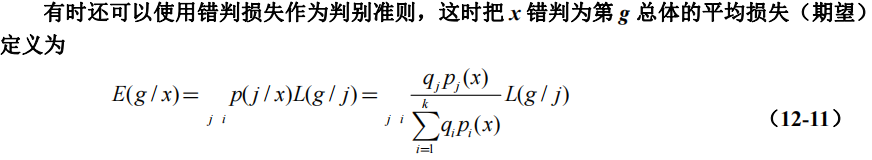 有时还可以使用错判损失作为判别准则，这时把 x 错判为第 g 总体的平均损失（期望）
定义为
E(g/x)= p(j/x)L(g/j)= q_j p_j(x) / ∑_{i=1}^{k} q_i p_i(x) L(g/j)
j i j i
（12-11）